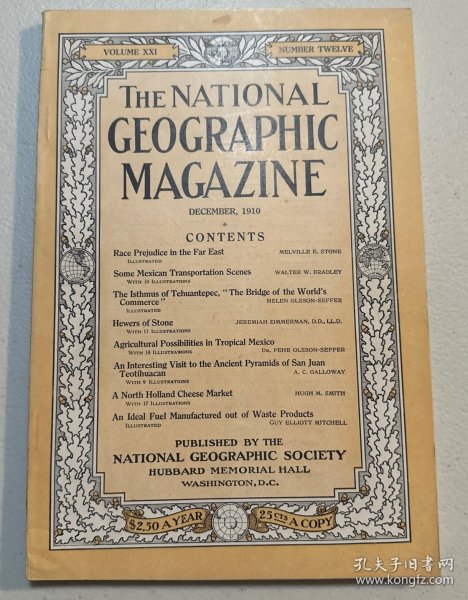 VOLUME XXI
NUMBER TWELVE
THE NATIONAL
GEOGRAPHIC
MAGAZINE
DECEMBER, 1910
CONTENTS
Race Prejudice in the Far East MELVILLE E. STONE
ILLUSTRATED
Some Mexican Transportation Scenes WALTER W. BRADLEY
WITH 10 ILLUSTRATIONS
The Isthmus of Tehuantepec, "The Bridge of the World's
Commerce" HELEN OLSSON-SEFFER
ILLUSTRATED
Hewers of Stone JEREMIAH ZIMMERMAN, D.D., LL.D.
WITH 11 ILLUSTRATIONS
Agricultural Possibilities in Tropical Mexico
WITH 18 ILLUSTRATIONS DR. PEHR OLSSON-SEFFER
An Interesting Visit to the Ancient Pyramids of San Juan
Teotihuacan A. C. GALLOWAY
WITH 9 ILLUSTRATIONS
A North Holland Cheese Market HUGH M. SMITH
WITH 17 ILLUSTRATIONS
An Ideal Fuel Manufactured out of Waste Products
ILLUSTRATED GUY ELLIOTT MITCHELL
PUBLISHED BY THE
NATIONAL GEOGRAPHIC SOCIETY
HUBBARD MEMORIAL HALL
WASHINGTON, D.C.
$2.50 A YEAR
25 CTS A COPY
孔夫子旧书网
www.kongfz.com